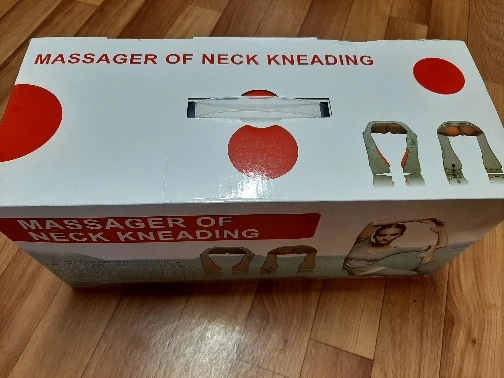 MASSAGER OF NECK KNEADING
MASSAGER OF
NECK KNEADING